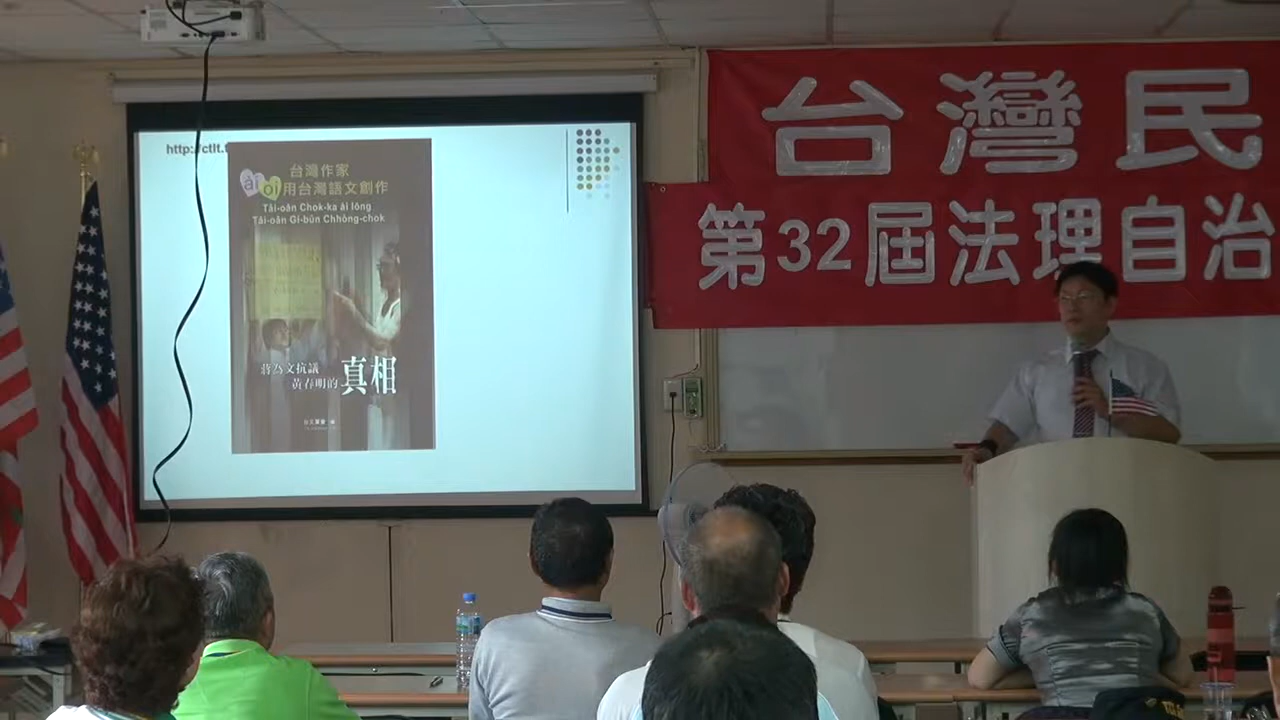 http://ctlt.
台灣作家
ài oi 用台灣語文創作
Tâi-oân Chok-ka ài Iōng
Tâi-oân Gí-bûn Chhòng-chok
蔣為文抗議
黃春明的
真相
台灣民
第32屆法理自治